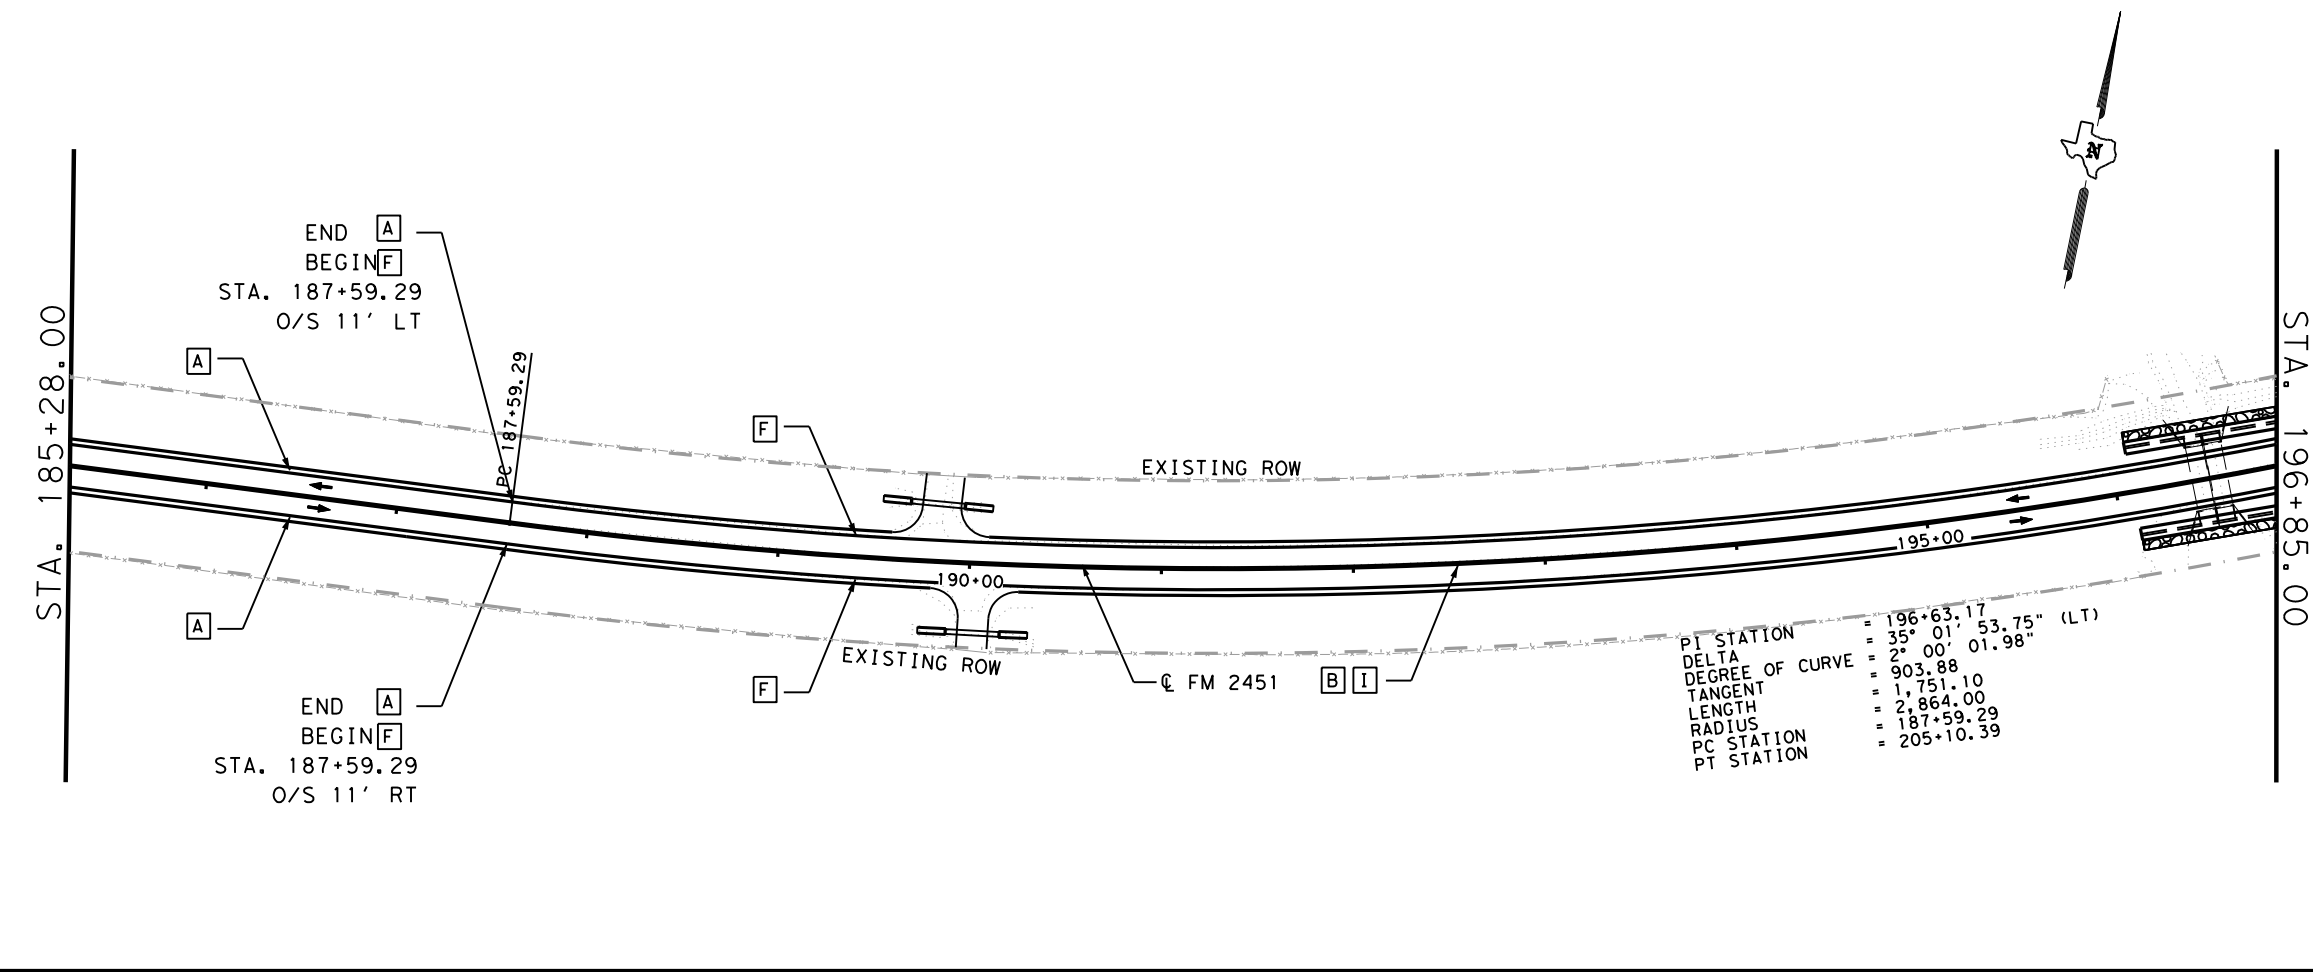 N
END A
BEGIN F
STA. 187+59.29
O/S 11' LT
A
PC 187+59.29
F
STA. 185+28.00
STA. 196+85.00
EXISTING ROW
195+00
190+00
A
EXISTING ROW
F
℄ FM 2451
B I
END A
BEGIN F
STA. 187+59.29
O/S 11' RT
PI STATION = 196+63.17
DELTA = 35° 01' 53.75" (LT)
DEGREE OF CURVE = 2° 00' 01.98"
TANGENT = 903.88
LENGTH = 1,751.10
RADIUS = 2,864.00
PC STATION = 187+59.29
PT STATION = 205+10.39